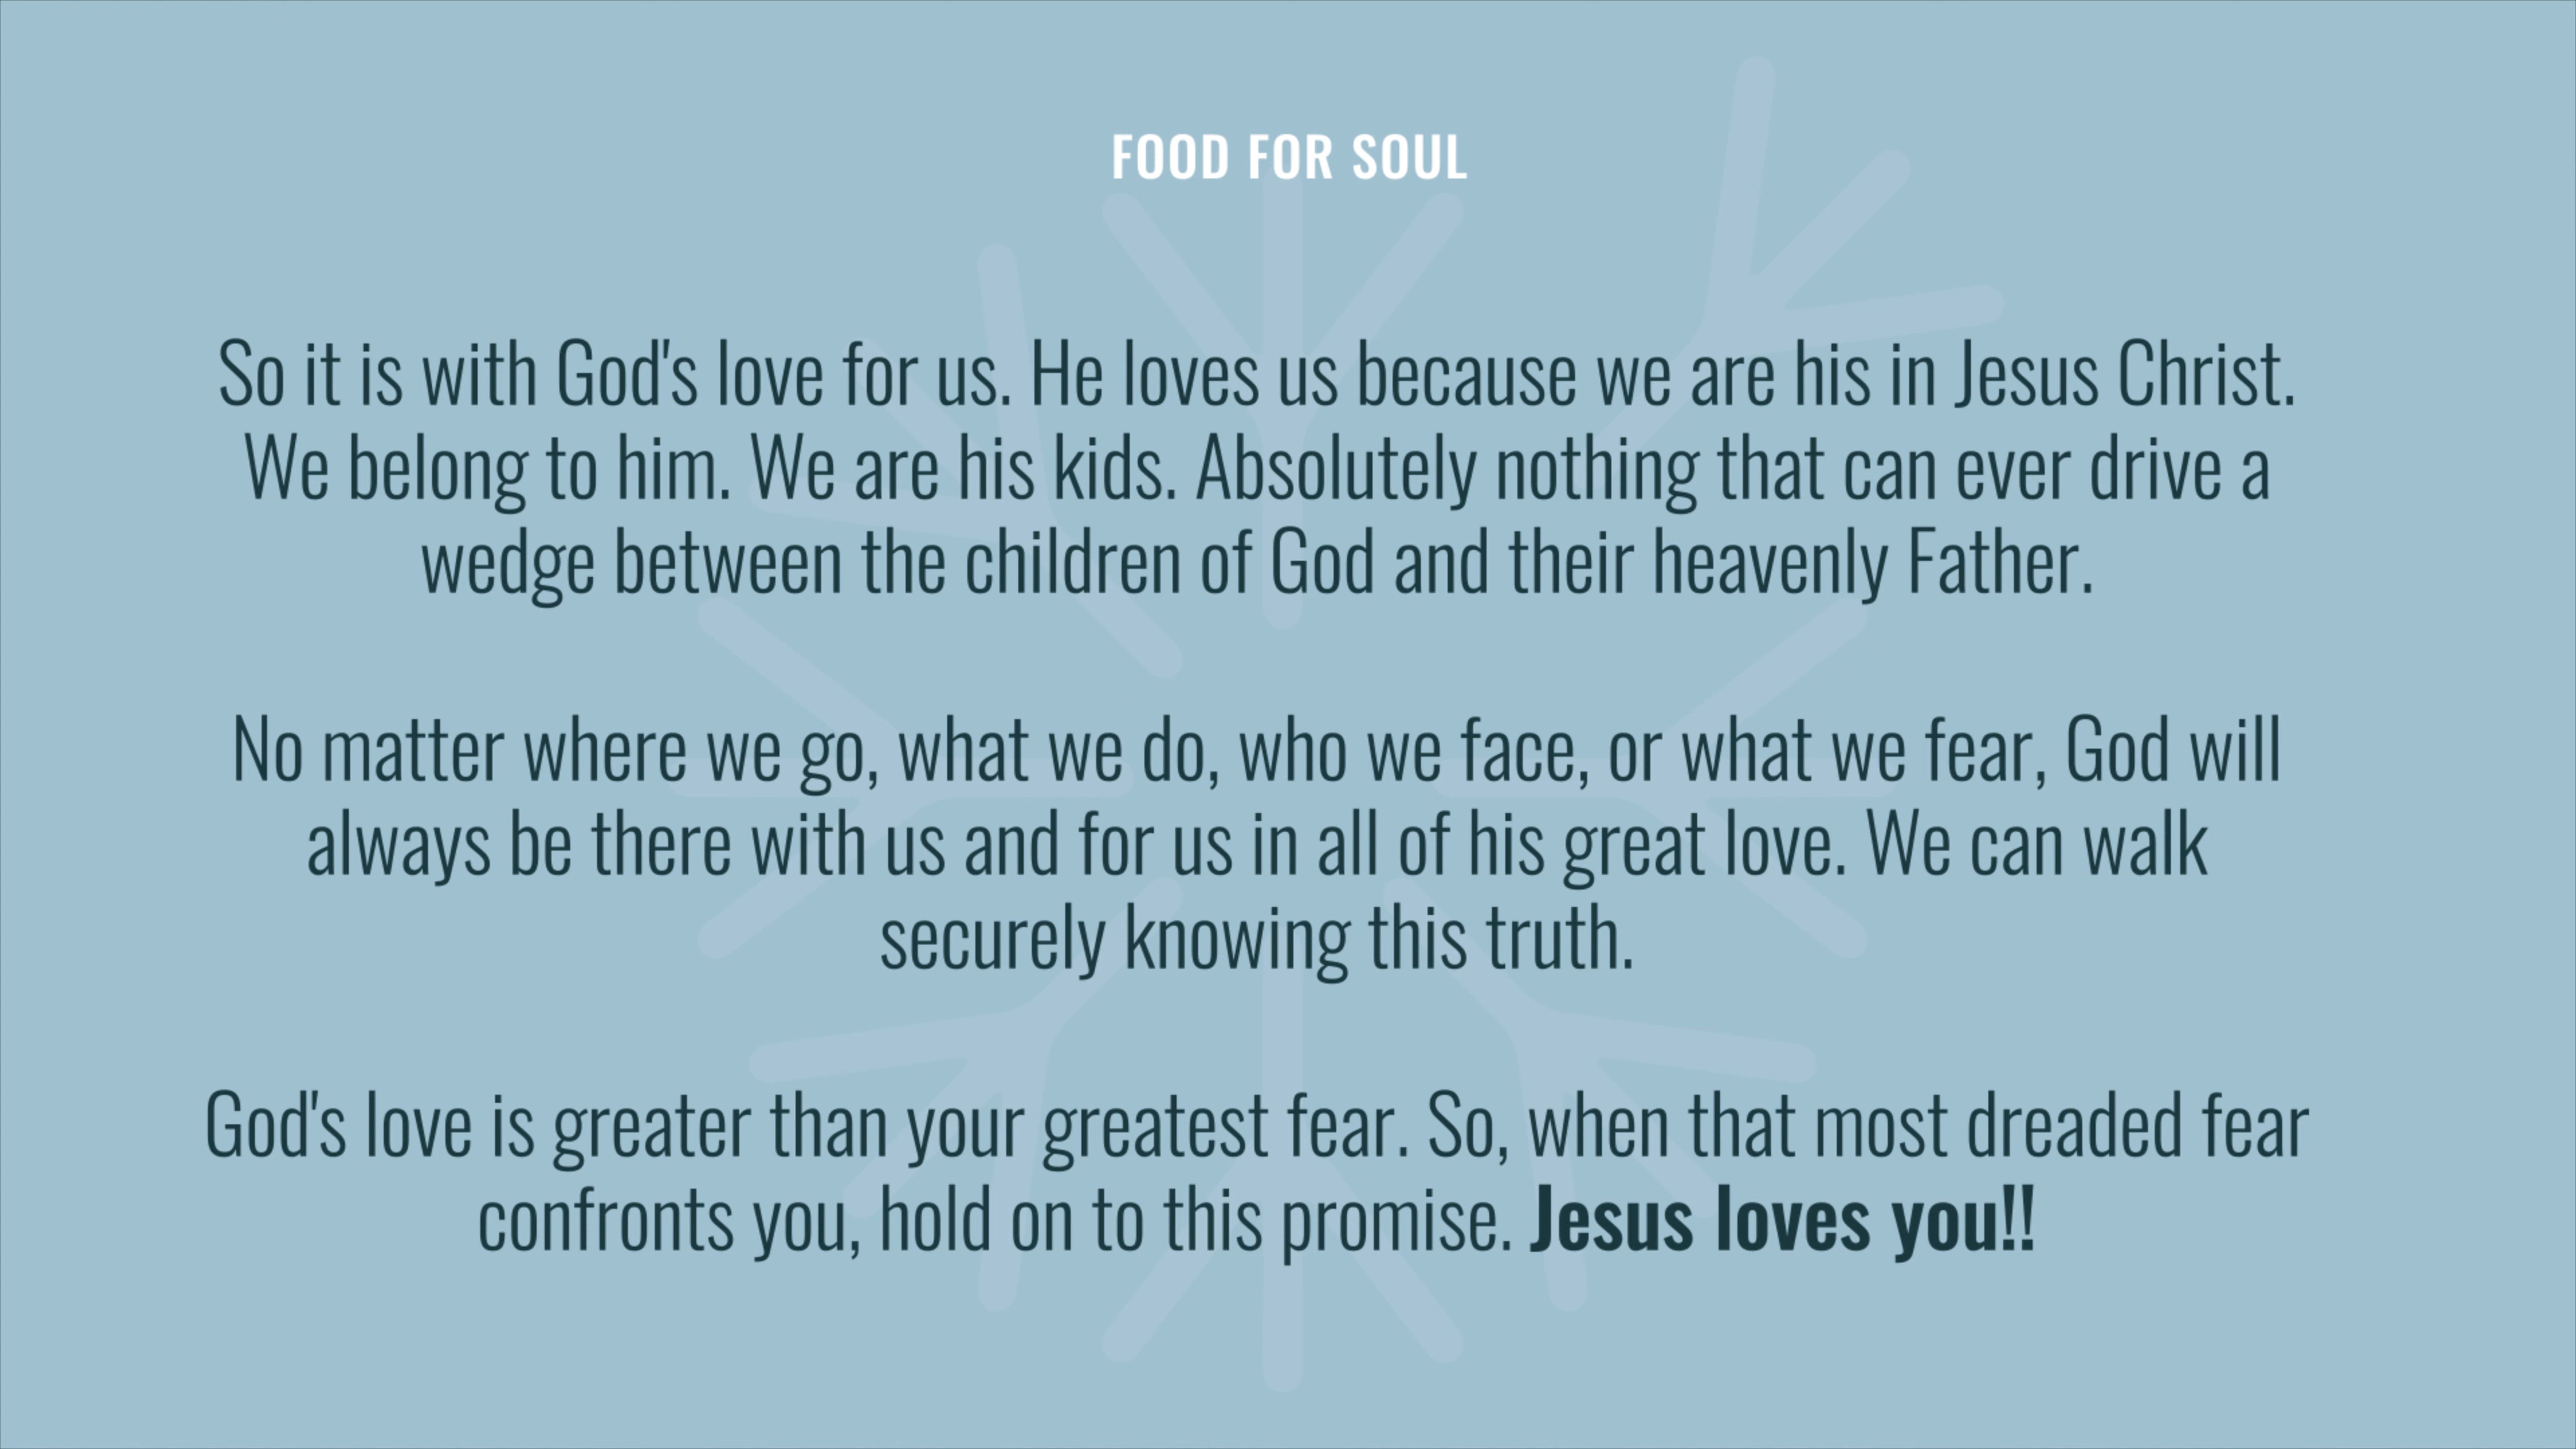 FOOD FOR SOUL
So it is with God's love for us. He loves us because we are his in Jesus Christ.
We belong to him. We are his kids. Absolutely nothing that can ever drive a
wedge between the children of God and their heavenly Father.
No matter where we go, what we do, who we face, or what we fear, God will
always be there with us and for us in all of his great love. We can walk
securely knowing this truth.
God's love is greater than your greatest fear. So, when that most dreaded fear
confronts you, hold on to this promise. Jesus loves you!!